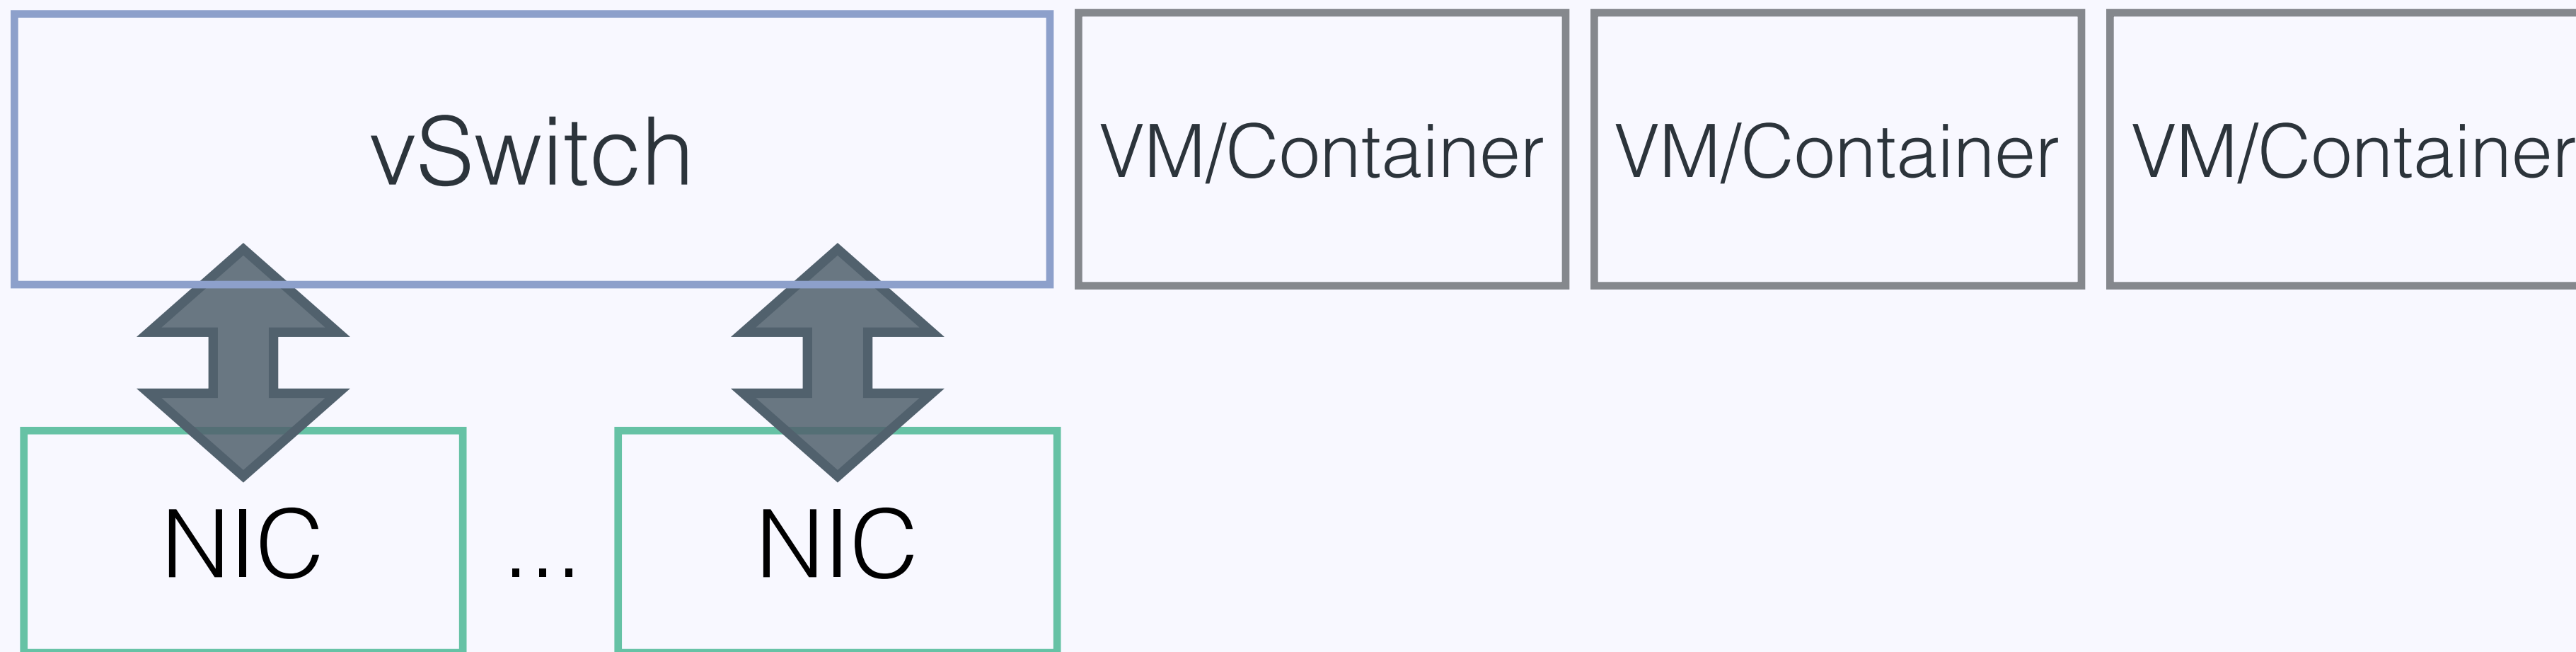 vSwitch
VM/Container
VM/Container
VM/Container
NIC
...
NIC